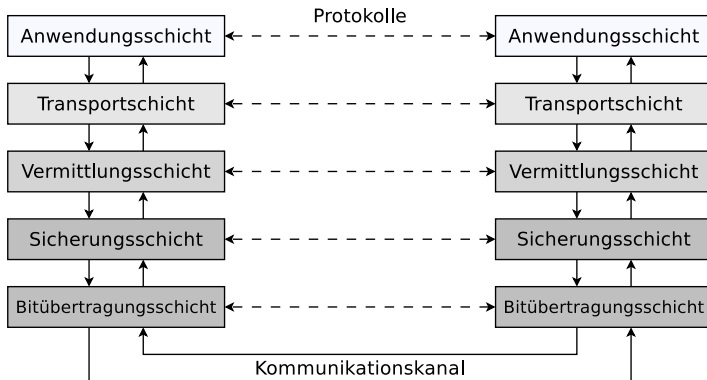 Protokolle
Anwendungsschicht Anwendungsschicht
Transportschicht Transportschicht
Vermittlungsschicht Vermittlungsschicht
Sicherungsschicht Sicherungsschicht
Bitübertragungsschicht Bitübertragungsschicht
Kommunikationskanal